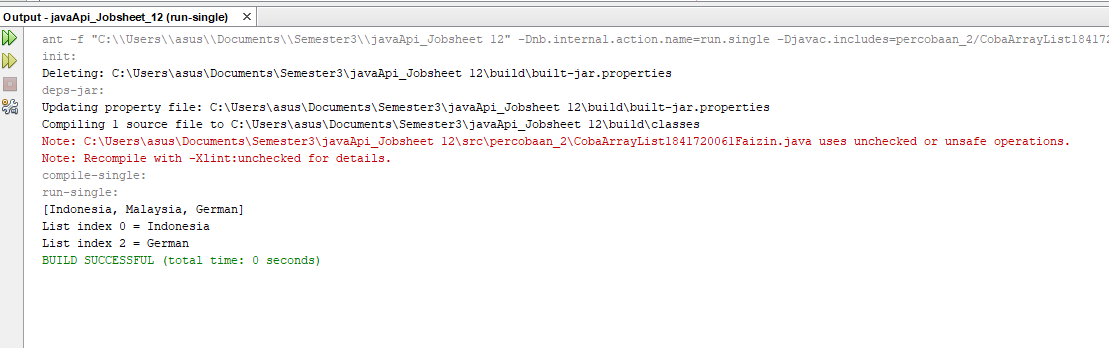 Output - javaApi_Jobsheet_12 (run-single)
ant -f "C:\\Users\\asus\\Documents\\Semester3\\javaApi_Jobsheet 12" -Dnb.internal.action.name=run.single -Djavac.includes=percobaan_2/CobaArrayList184172
init:
Deleting: C:\Users\asus\Documents\Semester3\javaApi_Jobsheet 12\build\built-jar.properties
deps-jar:
Updating property file: C:\Users\asus\Documents\Semester3\javaApi_Jobsheet 12\build\built-jar.properties
Compiling 1 source file to C:\Users\asus\Documents\Semester3\javaApi_Jobsheet 12\build\classes
Note: C:\Users\asus\Documents\Semester3\javaApi_Jobsheet 12\src\percobaan_2\CobaArrayList1841720061Faizin.java uses unchecked or unsafe operations.
Note: Recompile with -Xlint:unchecked for details.
compile-single:
run-single:
[Indonesia, Malaysia, German]
List index 0 = Indonesia
List index 2 = German
BUILD SUCCESSFUL (total time: 0 seconds)